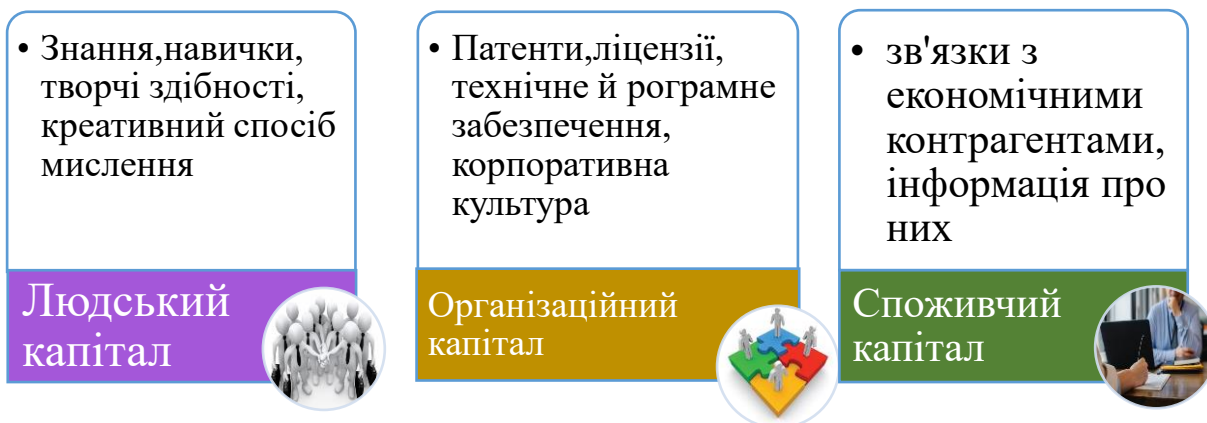 • Знання,навички,
творчі здібності,
креативний спосіб
мислення
Людський
капітал
• Патенти,ліцензії,
технічне й рограмне
забезпечення,
корпоративна
культура
Організаційний
капітал
• зв'язки з
економічними
контрагентами,
інформація про
них
Споживчий
капітал